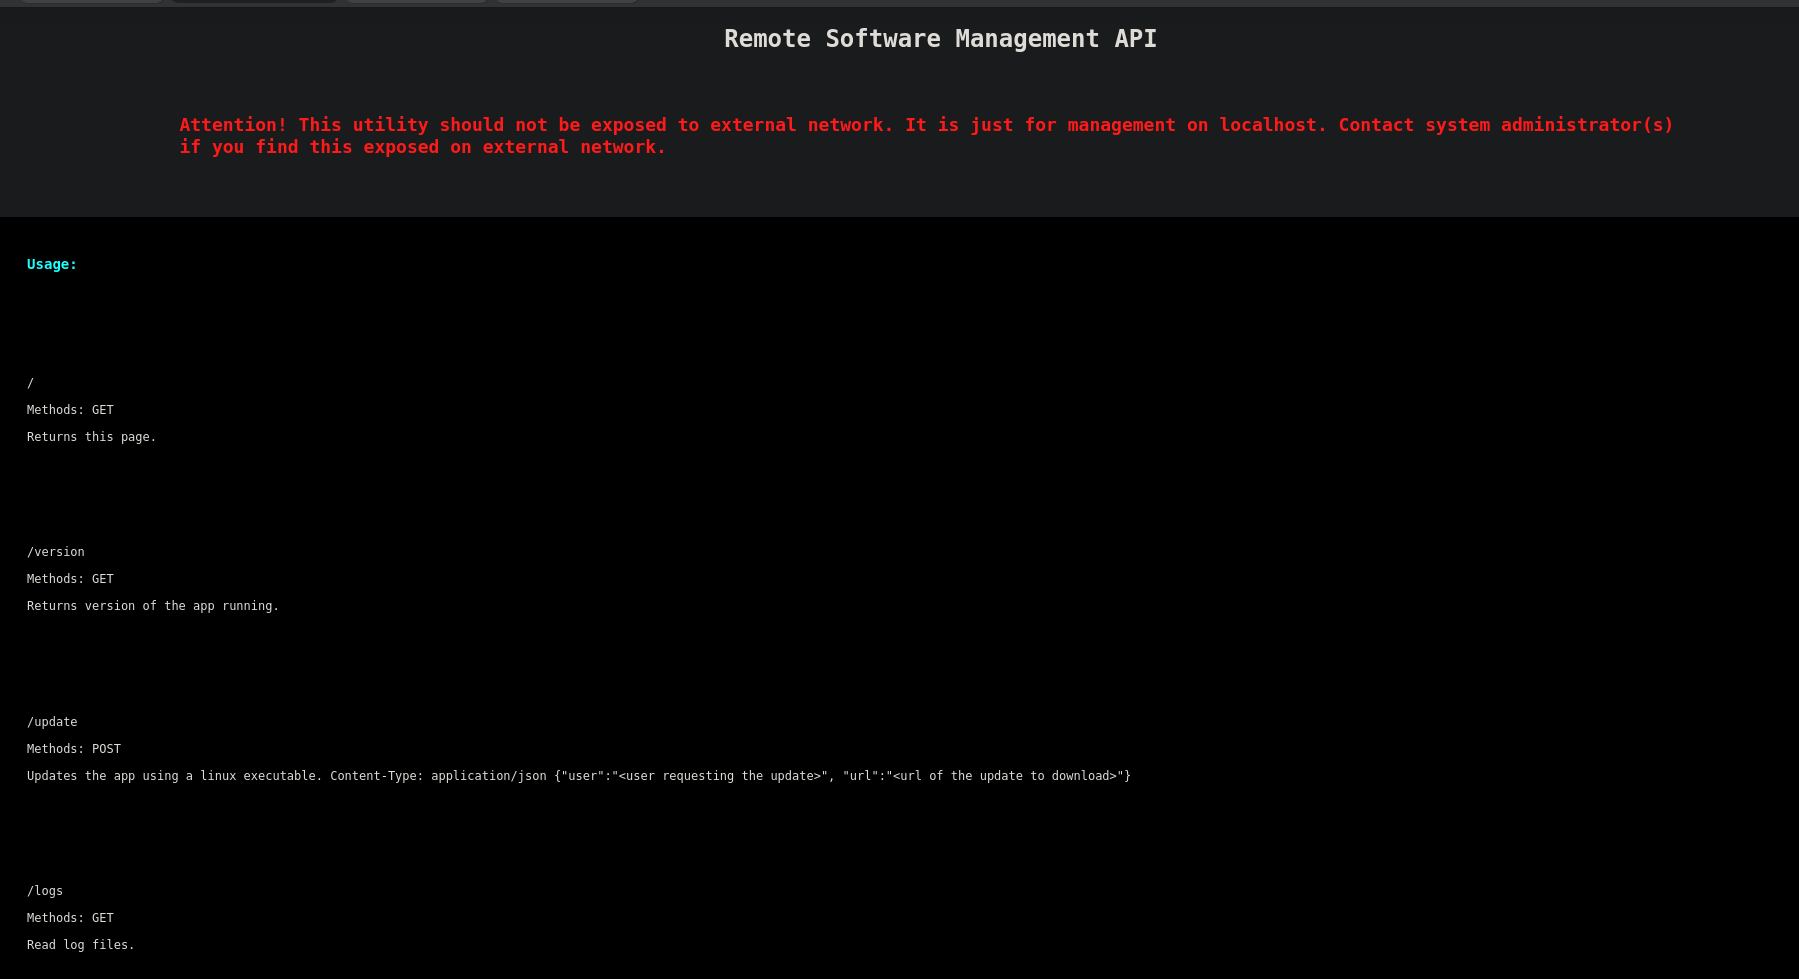 Remote Software Management API
Attention! This utility should not be exposed to external network. It is just for management on localhost. Contact system administrator(s)
if you find this exposed on external network.
Usage:
/
Methods: GET
Returns this page.
/version
Methods: GET
Returns version of the app running.
/update
Methods: POST
Updates the app using a linux executable. Content-Type: application/json {"user":"<user requesting the update>", "url":"<url of the update to download>"}
/logs
Methods: GET
Read log files.